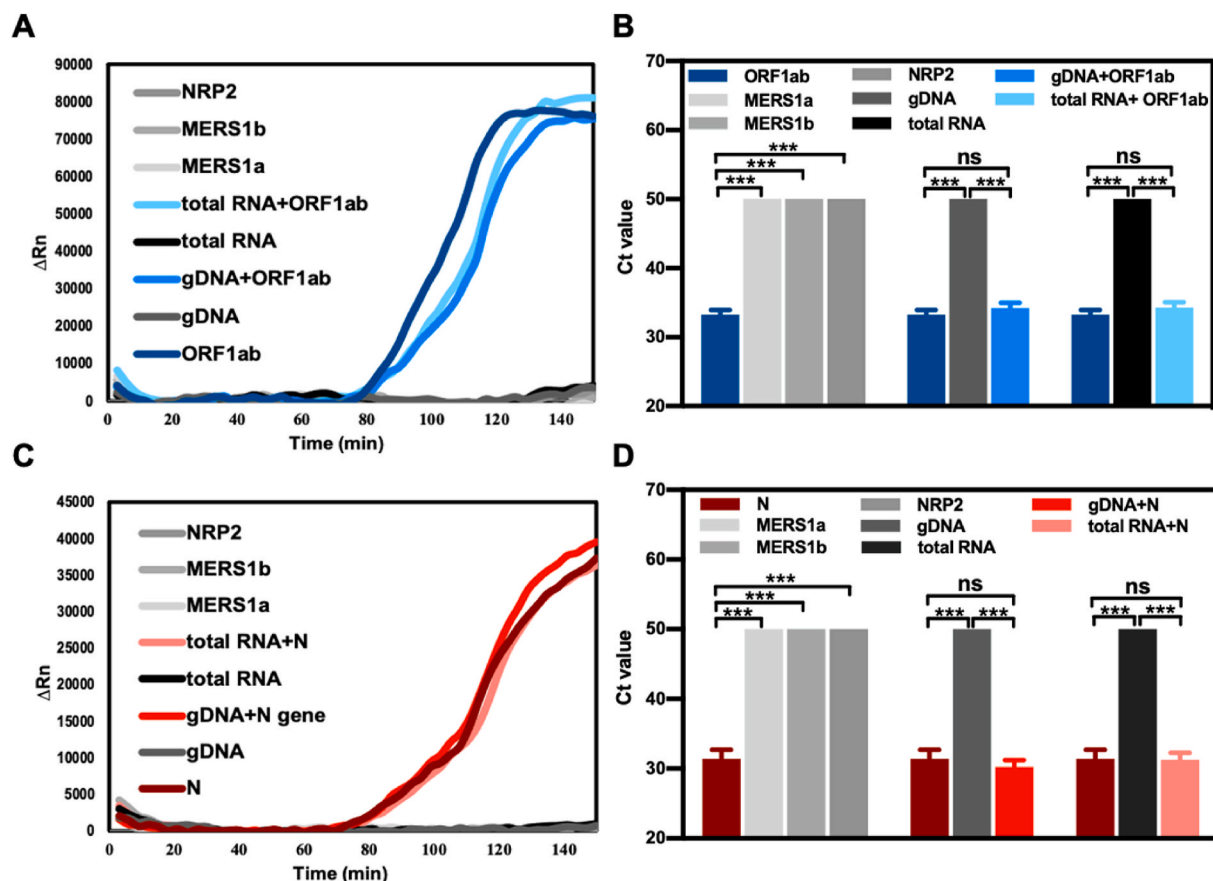 A
90000
80000
70000
60000
50000
40000
30000
20000
10000
0
ΔRn
NRP2
MERS1b
MERS1a
total RNA+ORF1ab
total RNA
gDNA+ORF1ab
gDNA
ORF1ab
0 20 40 60 80 100 120 140
Time (min)
B
70
60
50
40
30
20
Ct value
ORF1ab NRP2 gDNA+ORF1ab
MERS1a gDNA total RNA+ ORF1ab
MERS1b total RNA
*** ns ns
*** *** *** *** ***
***
C
45000
40000
35000
30000
25000
20000
15000
10000
5000
0
ΔRn
NRP2
MERS1b
MERS1a
total RNA+N
total RNA
gDNA+N gene
gDNA
N
0 20 40 60 80 100 120 140
Time (min)
D
70
60
50
40
30
20
Ct value
N NRP2 gDNA+N
MERS1a gDNA total RNA+N
MERS1b total RNA
*** ns ns
*** *** *** *** ***
***